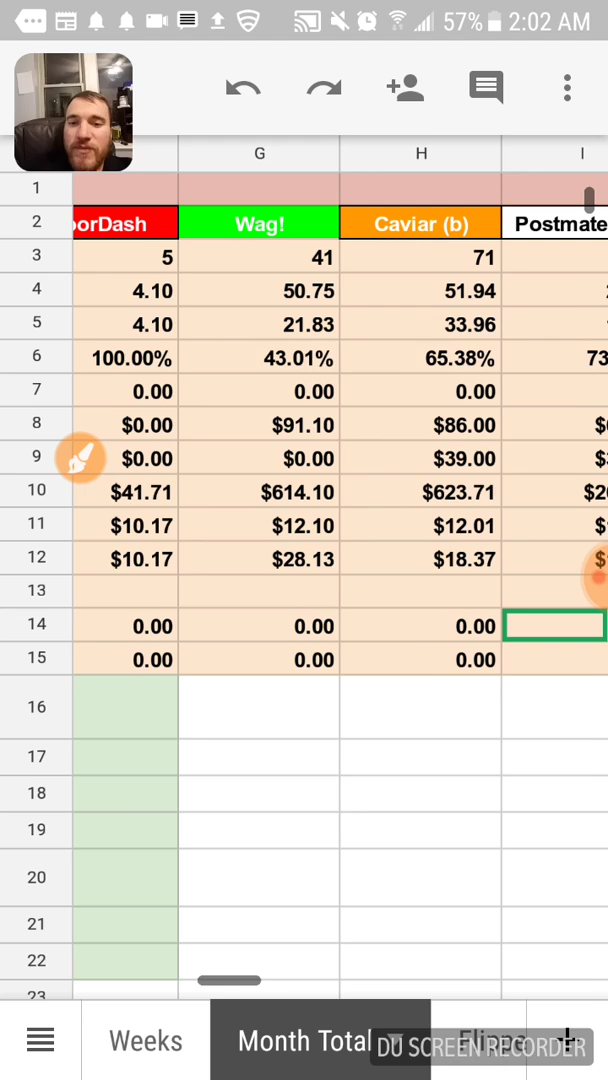 57% 2:02 AM
G H I
1
2 orDash Wag! Caviar (b) Postmate
3 5 41 71
4 4.10 50.75 51.94
5 4.10 21.83 33.96
6 100.00% 43.01% 65.38% 73
7 0.00 0.00 0.00
8 $0.00 $91.10 $86.00 $
9 $0.00 $0.00 $39.00 $
10 $41.71 $614.10 $623.71 $2
11 $10.17 $12.10 $12.01 $
12 $10.17 $28.13 $18.37 $
13
14 0.00 0.00 0.00
15 0.00 0.00 0.00
16
17
18
19
20
21
22
23
Weeks Month Total
DU SCREEN RECORDER